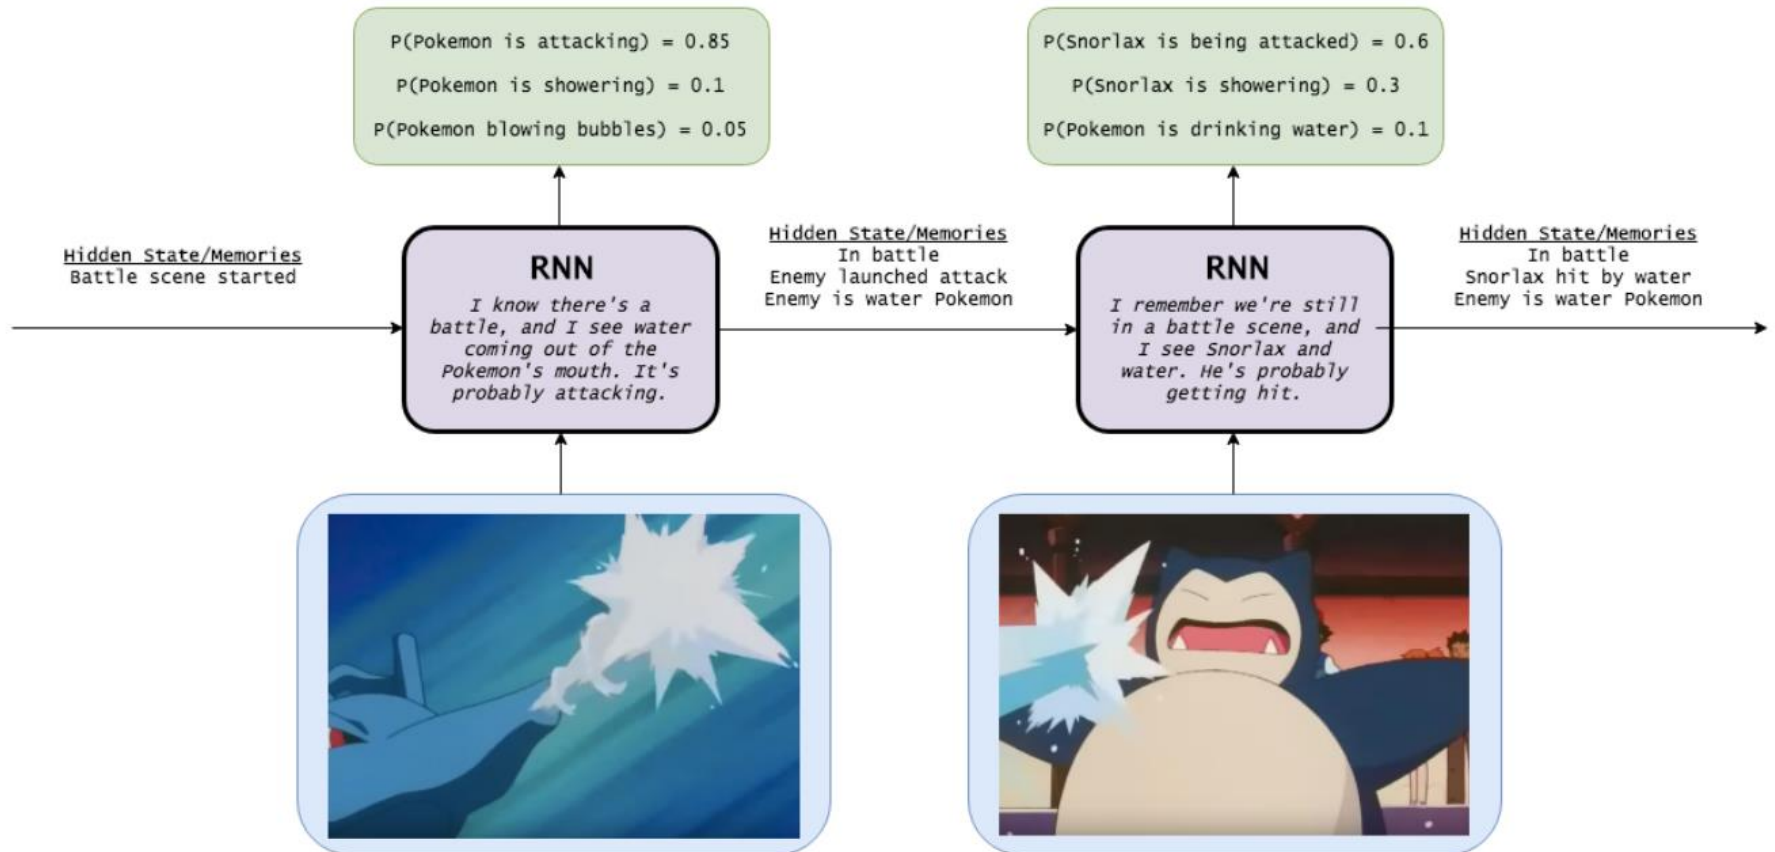 P(Pokemon is attacking) = 0.85
P(Pokemon is showering) = 0.1
P(Pokemon blowing bubbles) = 0.05
P(Snorlax is being attacked) = 0.6
P(Snorlax is showering) = 0.3
P(Pokemon is drinking water) = 0.1
Hidden State/Memories
Battle scene started
RNN
I know there's a
battle, and I see water
coming out of the
Pokemon's mouth. It's
probably attacking.
Hidden State/Memories
In battle
Enemy launched attack
Enemy is water Pokemon
RNN
I remember we're still
in a battle scene, and
I see Snorlax and
water. He's probably
getting hit.
Hidden State/Memories
In battle
Snorlax hit by water
Enemy is water Pokemon